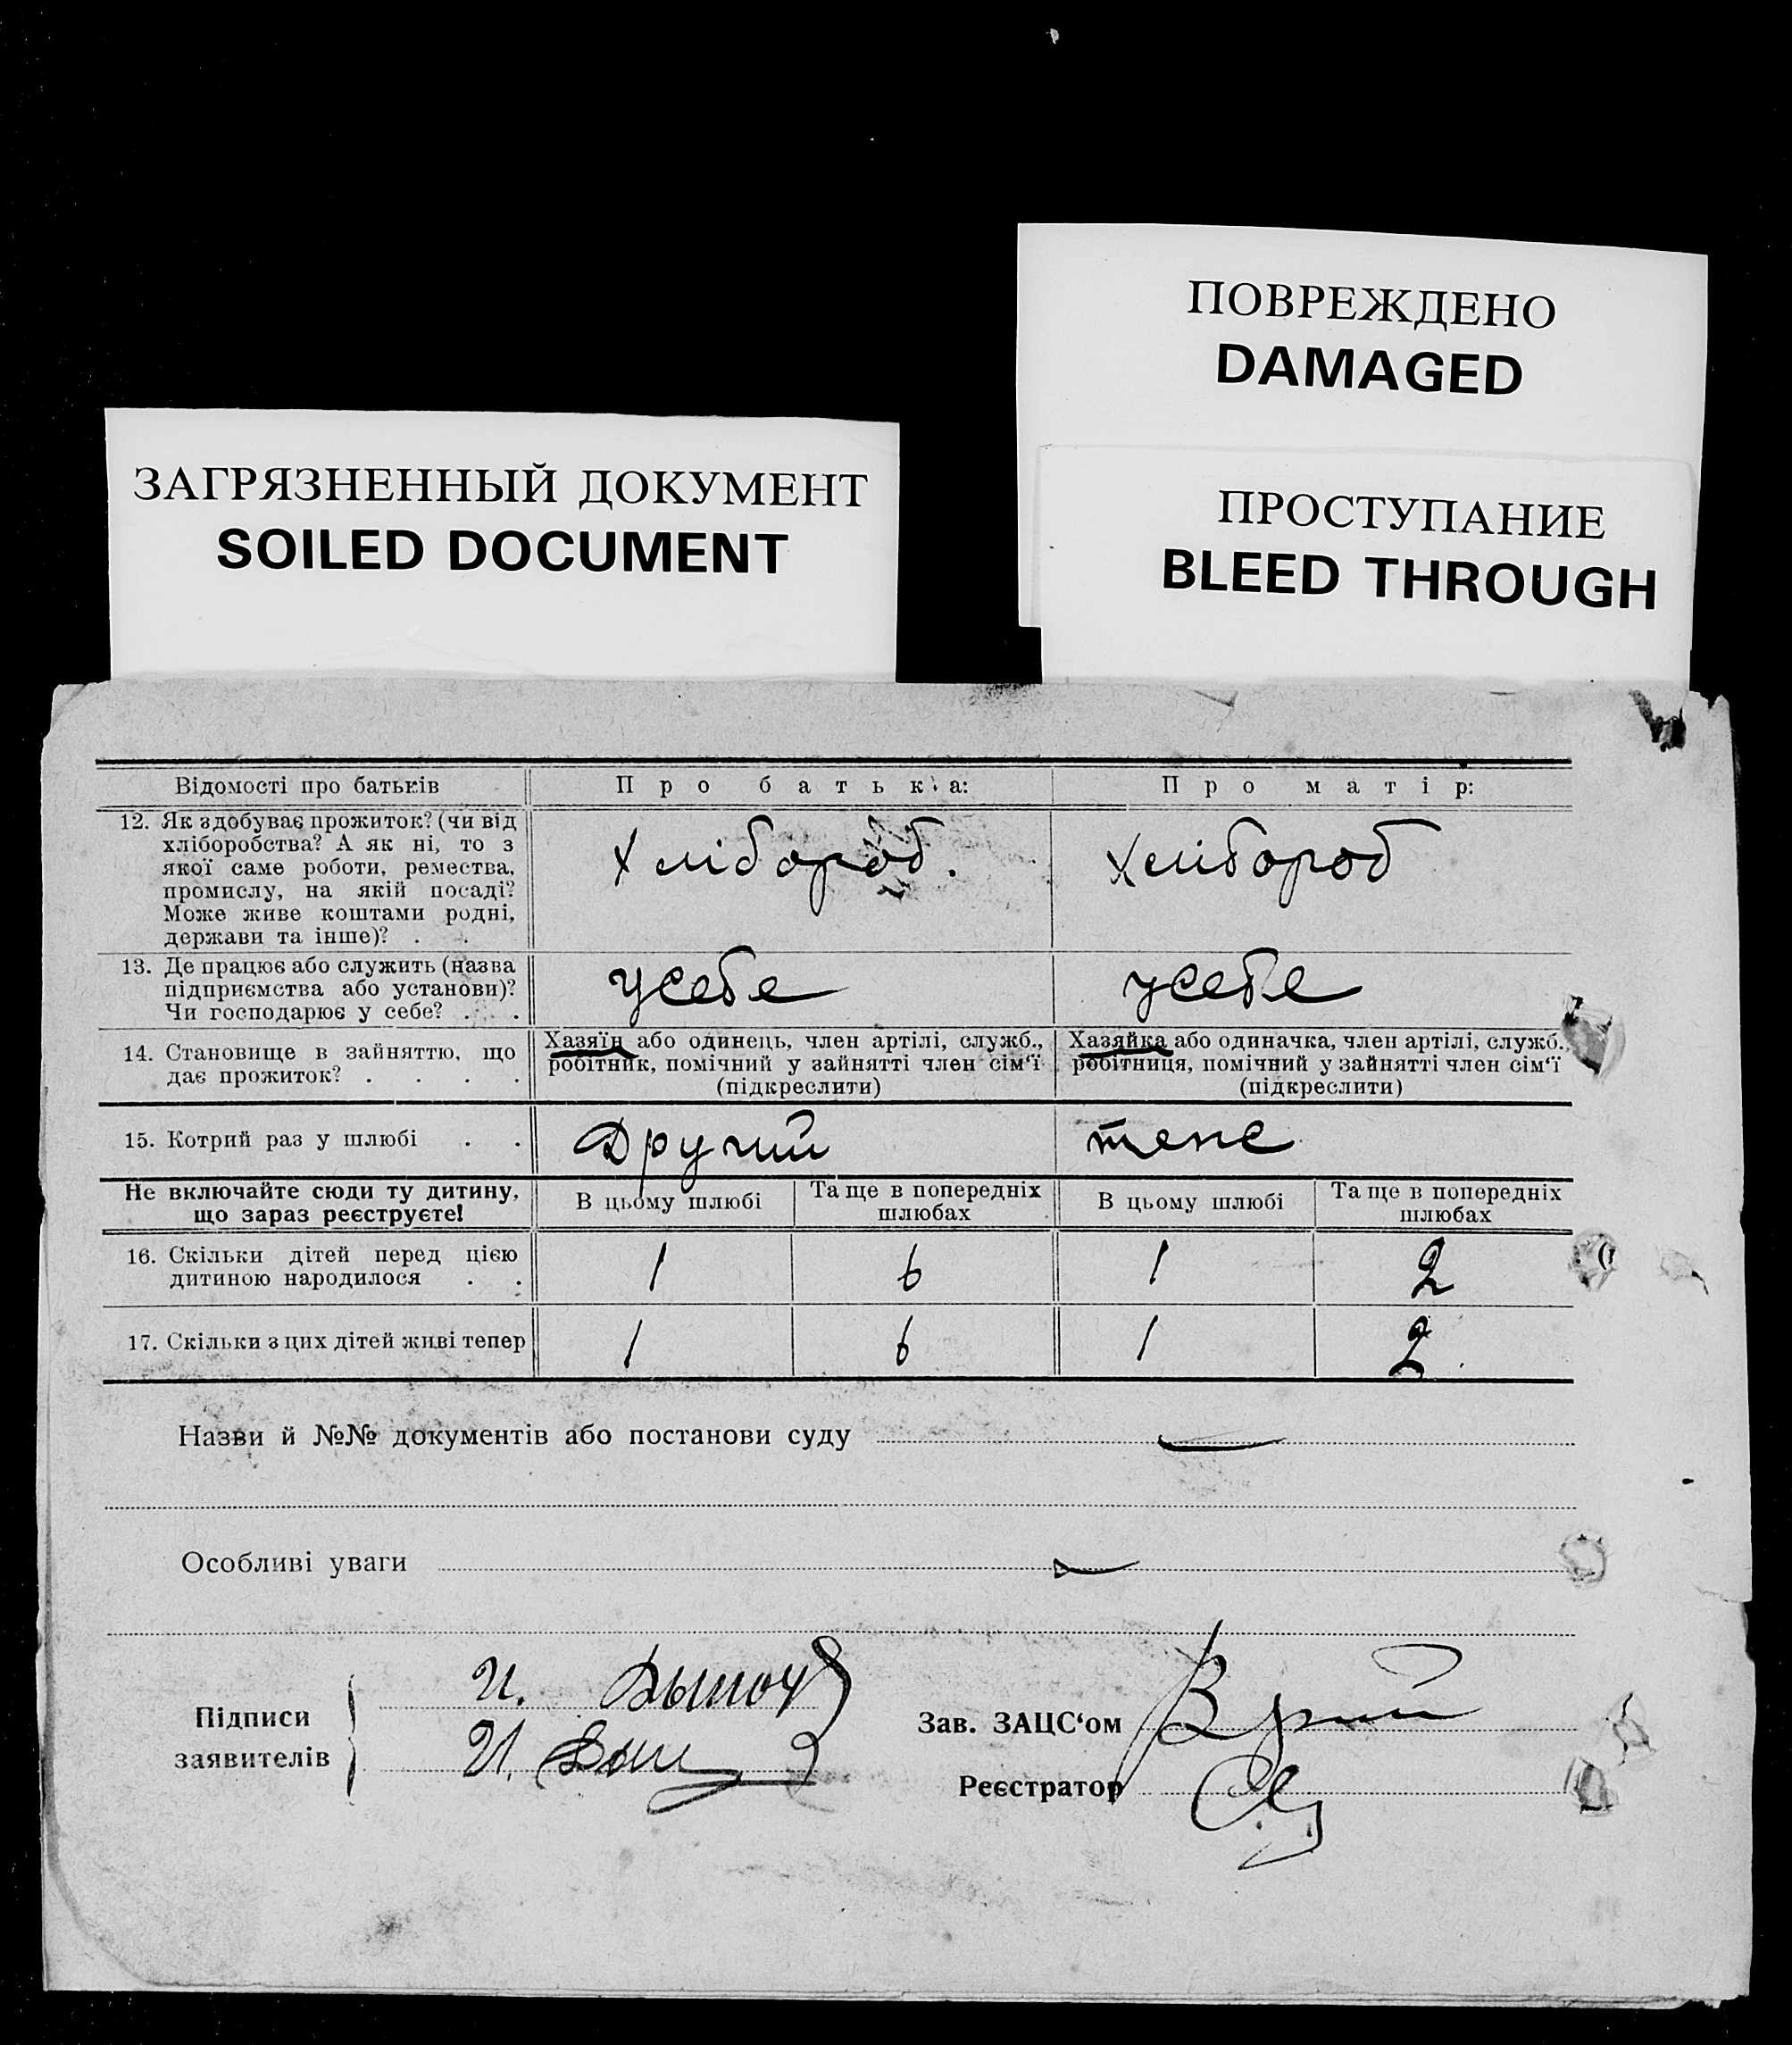 ПОВРЕЖДЕНО
DAMAGED
ЗАГРЯЗНЕННЫЙ ДОКУМЕНТ
SOILED DOCUMENT
ПРОСТУПАНИЕ
BLEED THROUGH
Відомості про батьків
Про батька:
Про матір:
12. Як здобуває прожиток? (чи від
хліборобства? А як ні, то з
якої саме роботи, ремества,
промислу, на якій посаді?
Може живе коштами родні,
держави та інше)? . .
Хлібороб.
Хлібороб
13. Де працює або служить (назва
підприємства або установи)?
Чи господарює у себе? . .
усебе
усебе
14. Становище в зайняттю, що
дає прожиток? . . . .
Хазяїн або одинець, член артілі, служб.,
робітник, помічний у зайнятті член сім‘ї
(підкреслити)
Хазяйка або одиначка, член артілі, служб.,
робітниця, помічний у зайнятті член сім‘ї
(підкреслити)
15. Котрий раз у шлюбі . .
Другий
теже
Не включайте сюди ту дитину,
що зараз реєструєте!
В цьому шлюбі
Та ще в попередніх
шлюбах
В цьому шлюбі
Та ще в попередніх
шлюбах
16. Скільки дітей перед цією
дитиною народилося . .
1 6 1 2
17. Скільки з цих дітей живі тепер
1 6 1 2.
Назви й №№ документів або постанови суду
Особливі уваги
Підписи
заявителів
И.
И.
Зав. ЗАЦС‘ом
Реєстратор